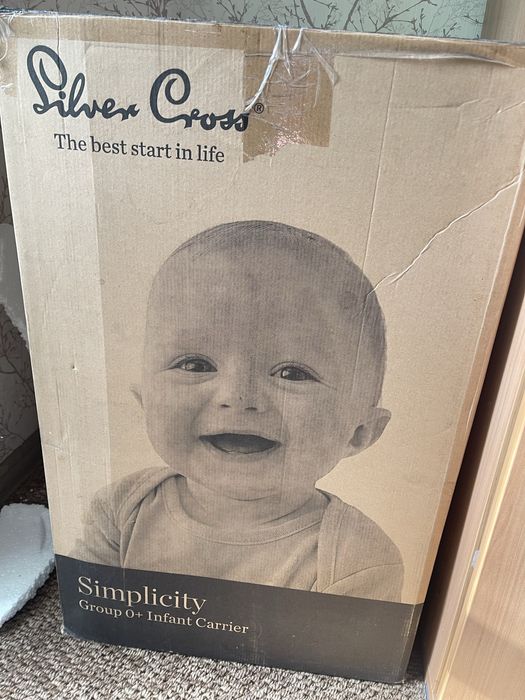 Silver Cross®
The best start in life
Simplicity
Group 0+ Infant Carrier